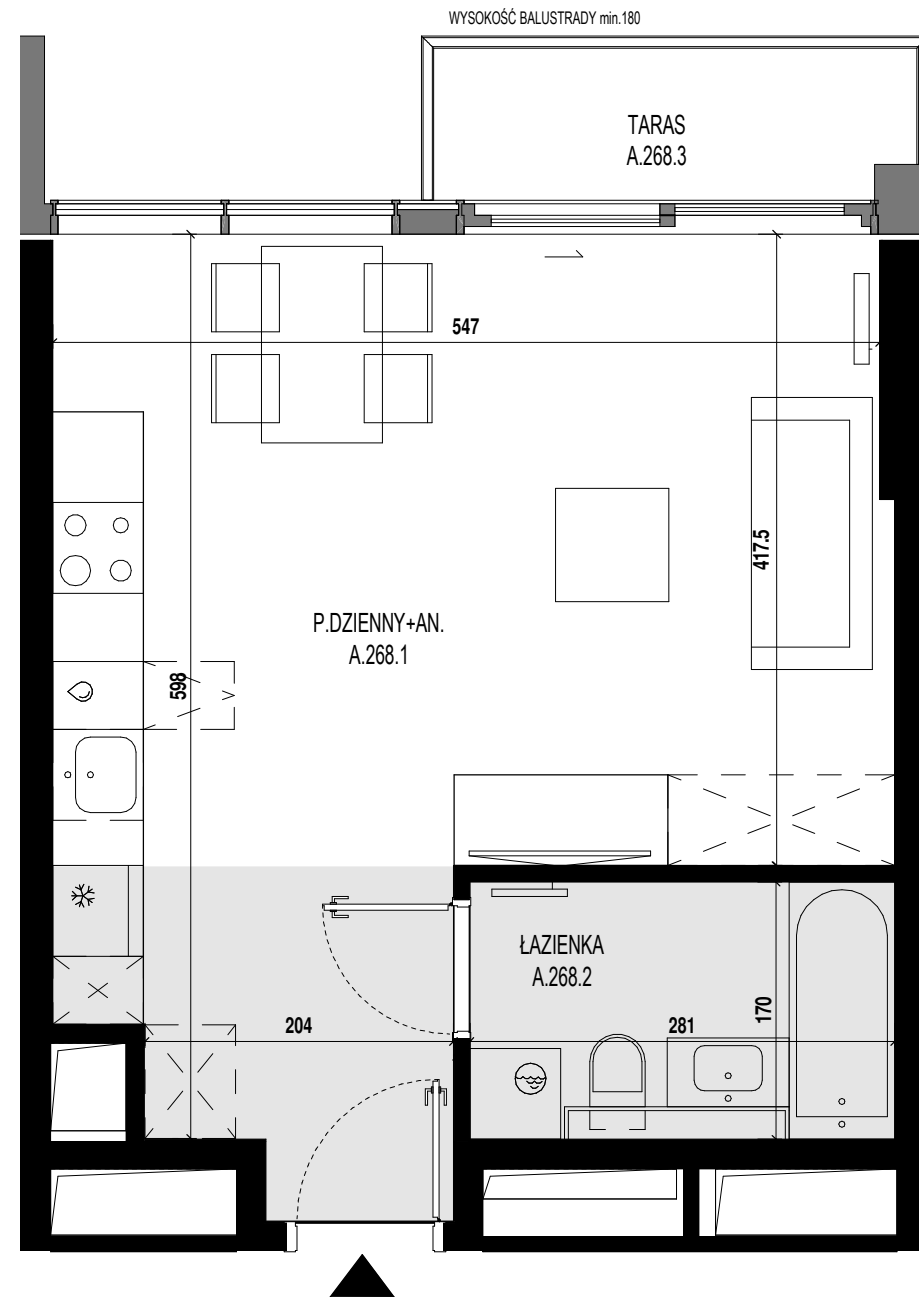 WYSOKOŚĆ BALUSTRADY min.180
TARAS
A.268.3
547
417.5
P.DZIENNY+AN.
A.268.1
598
ŁAZIENKA
A.268.2
170
204
281